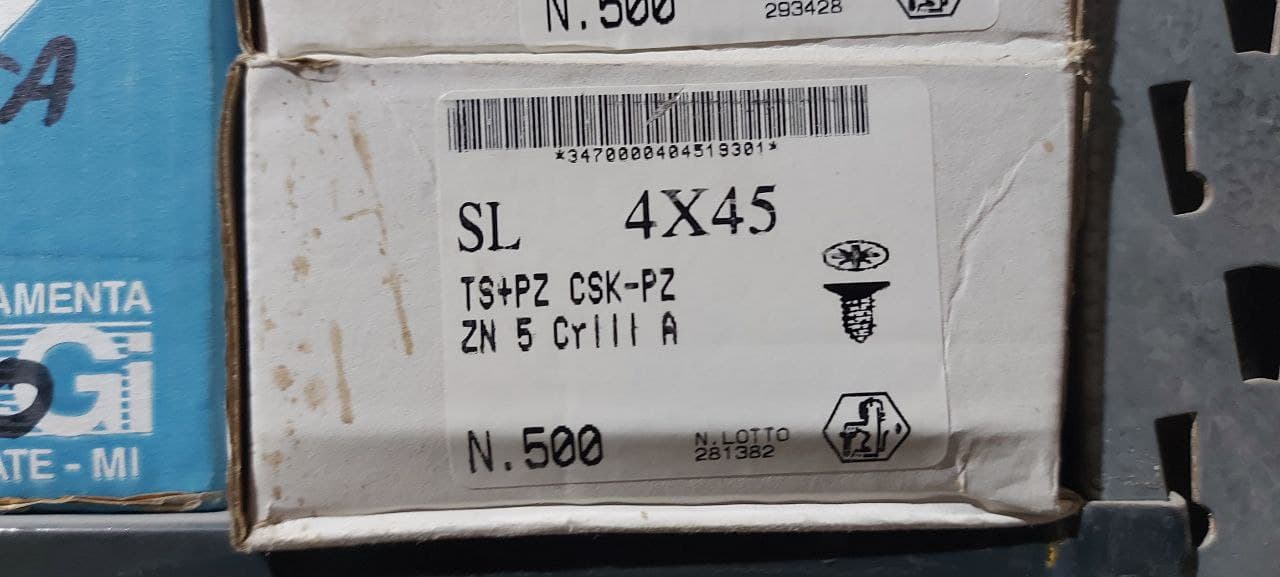 N.500
293428
*3470000404519301*
SL 4X45
TS+PZ CSK-PZ
ZN 5 CrIII A
N.500
N.LOTTO
281382
AMENTA
G
ATE - MI